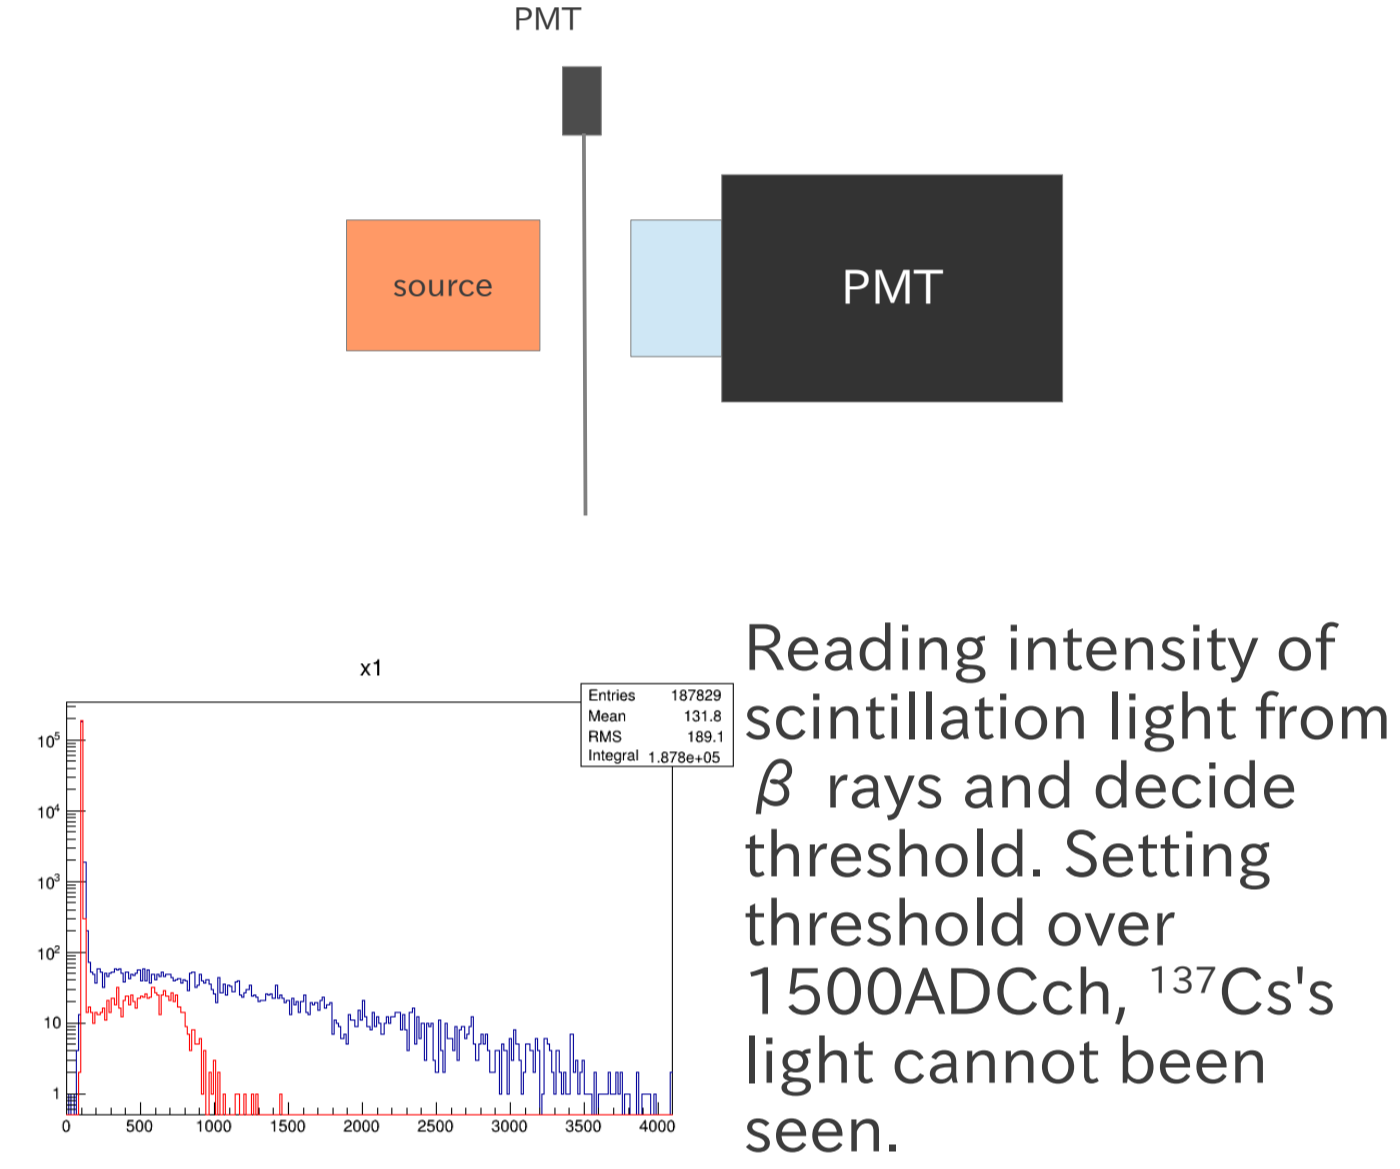 PMT
source
PMT
x1
Entries 187829
Mean 131.8
RMS 189.1
Integral 1.878e+05
10⁵
10⁴
10³
10²
10
1
0 500 1000 1500 2000 2500 3000 3500 4000
Reading intensity of
scintillation light from
β rays and decide
threshold. Setting
threshold over
1500ADCch, ¹³⁷Cs's
light cannot been
seen.